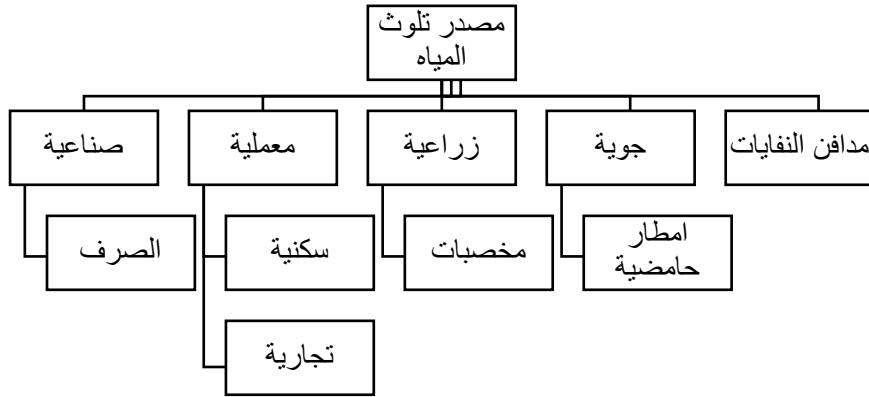 مصدر تلوث
المياه
مدافن النفايات
جوية
زراعية
معملية
صناعية
امطار
حامضية
مخصبات
سكنية
الصرف
تجارية